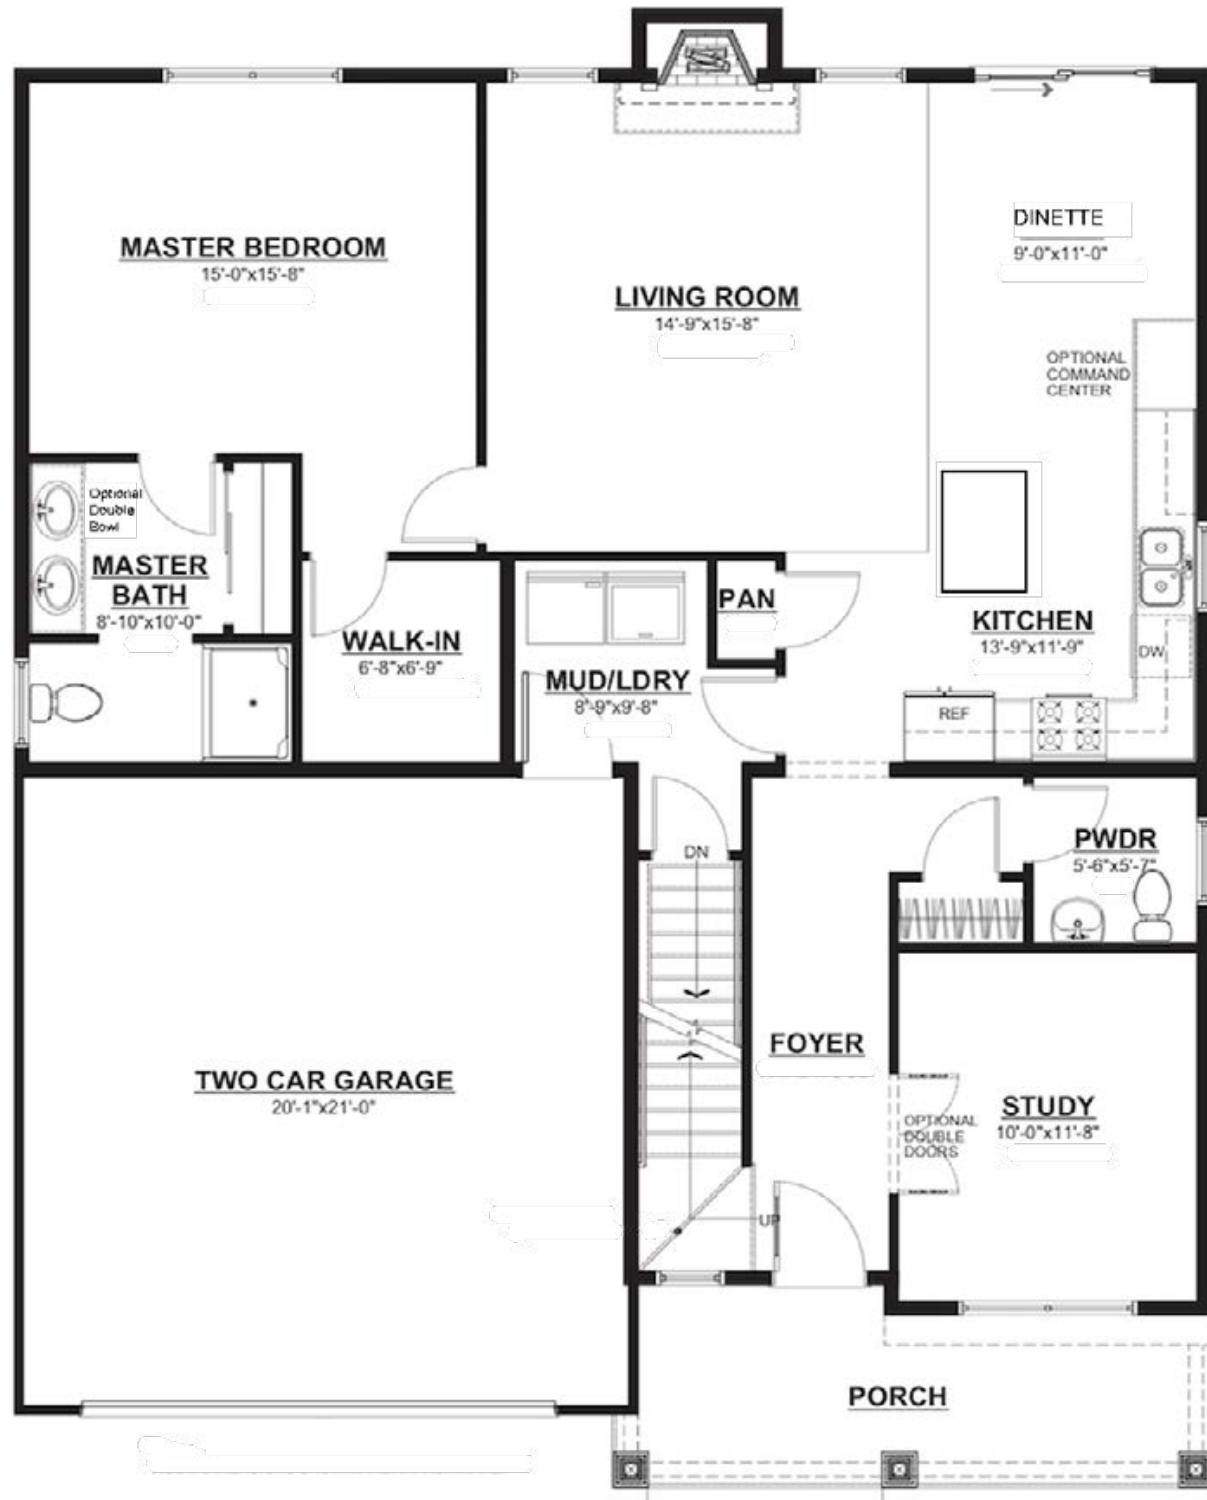 MASTER BEDROOM
15'-0"x15'-8"
LIVING ROOM
14'-9"x15'-8"
DINETTE
9'-0"x11'-0"
OPTIONAL
COMMAND
CENTER
Optional
Double
Bowl
MASTER
BATH
8'-10"x10'-0"
WALK-IN
6'-8"x6'-9"
PAN
MUD/LDRY
8'-9"x9'-8"
KITCHEN
13'-9"x11'-9"
DW
REF
DN
PWDR
5'-6"x5'-7"
FOYER
TWO CAR GARAGE
20'-1"x21'-0"
STUDY
10'-0"x11'-8"
OPTIONAL
DOUBLE
DOORS
UP
PORCH